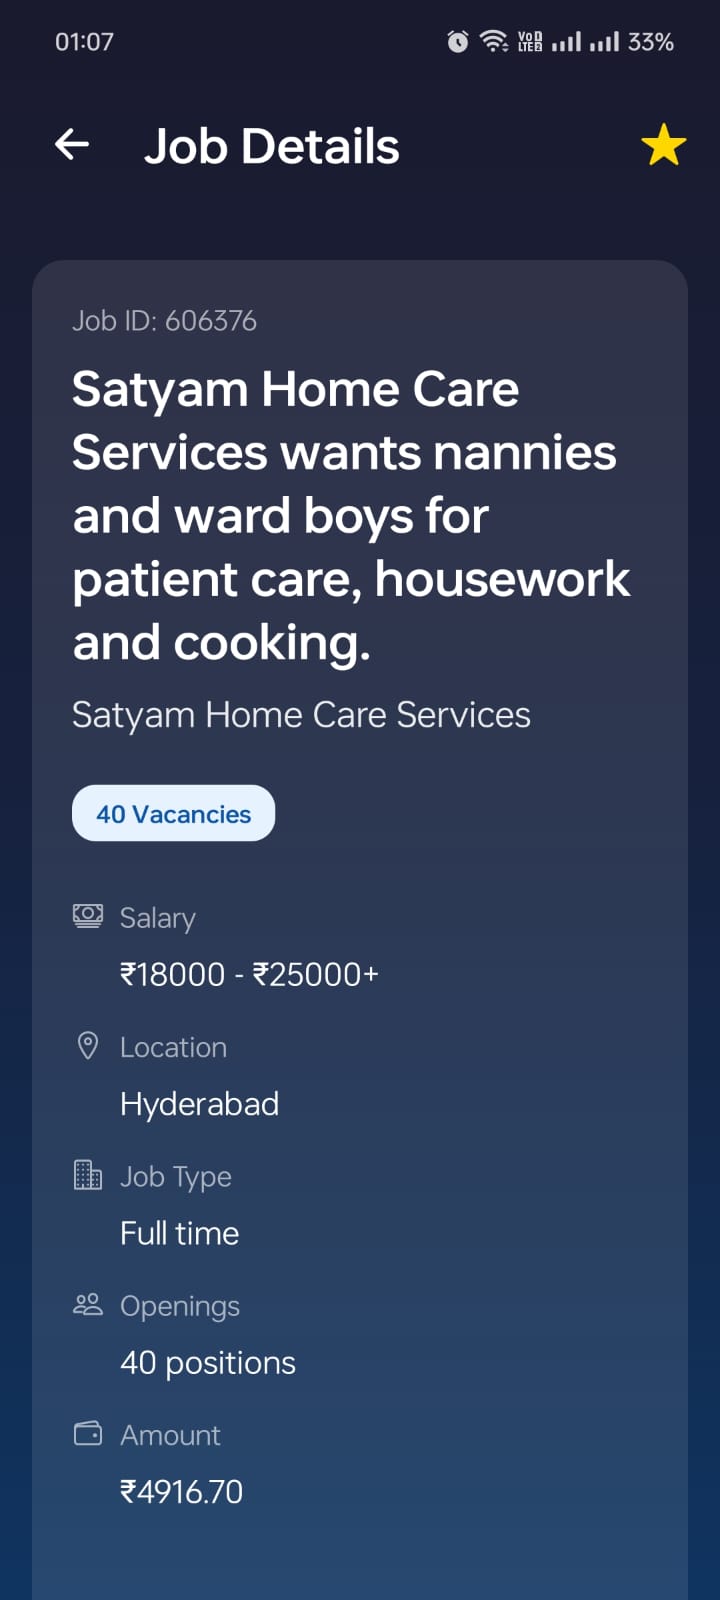 01:07
VoD LTE2 33%
Job Details
Job ID: 606376
Satyam Home Care
Services wants nannies
and ward boys for
patient care, housework
and cooking.
Satyam Home Care Services
40 Vacancies
Salary
₹18000 - ₹25000+
Location
Hyderabad
Job Type
Full time
Openings
40 positions
Amount
₹4916.70